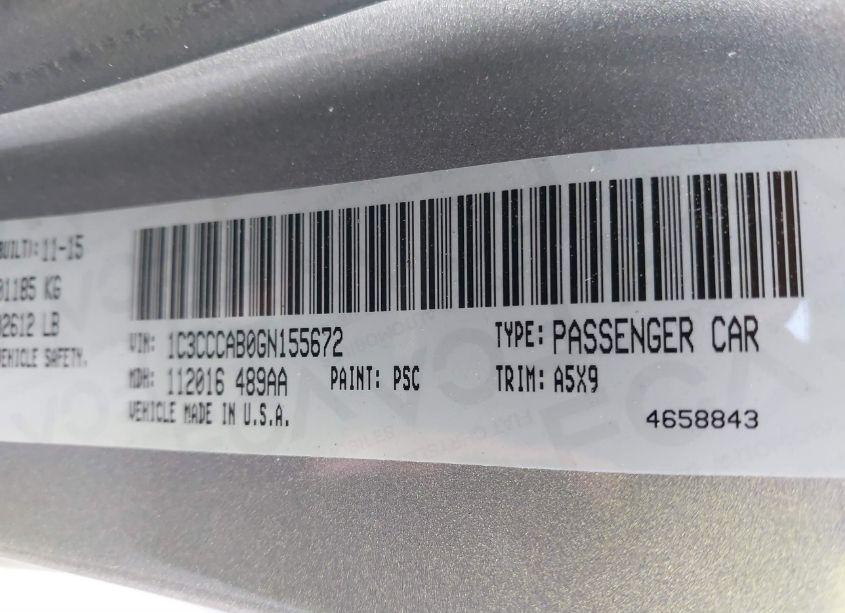 BUILT): 11-15
01185 KG
02612 LB
VEHICLE SAFETY.
VIN: 1C3CCCAB0GN155672
TYPE: PASSENGER CAR
MDH: 112016 489AA
PAINT: PSC
TRIM: A5X9
VEHICLE MADE IN U.S.A.
4658843